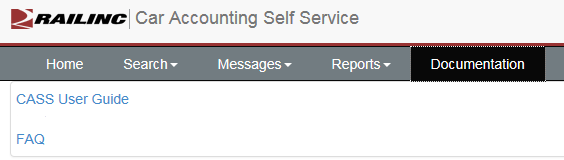 RAILINC Car Accounting Self Service
Home Search Messages Reports Documentation
CASS User Guide
FAQ